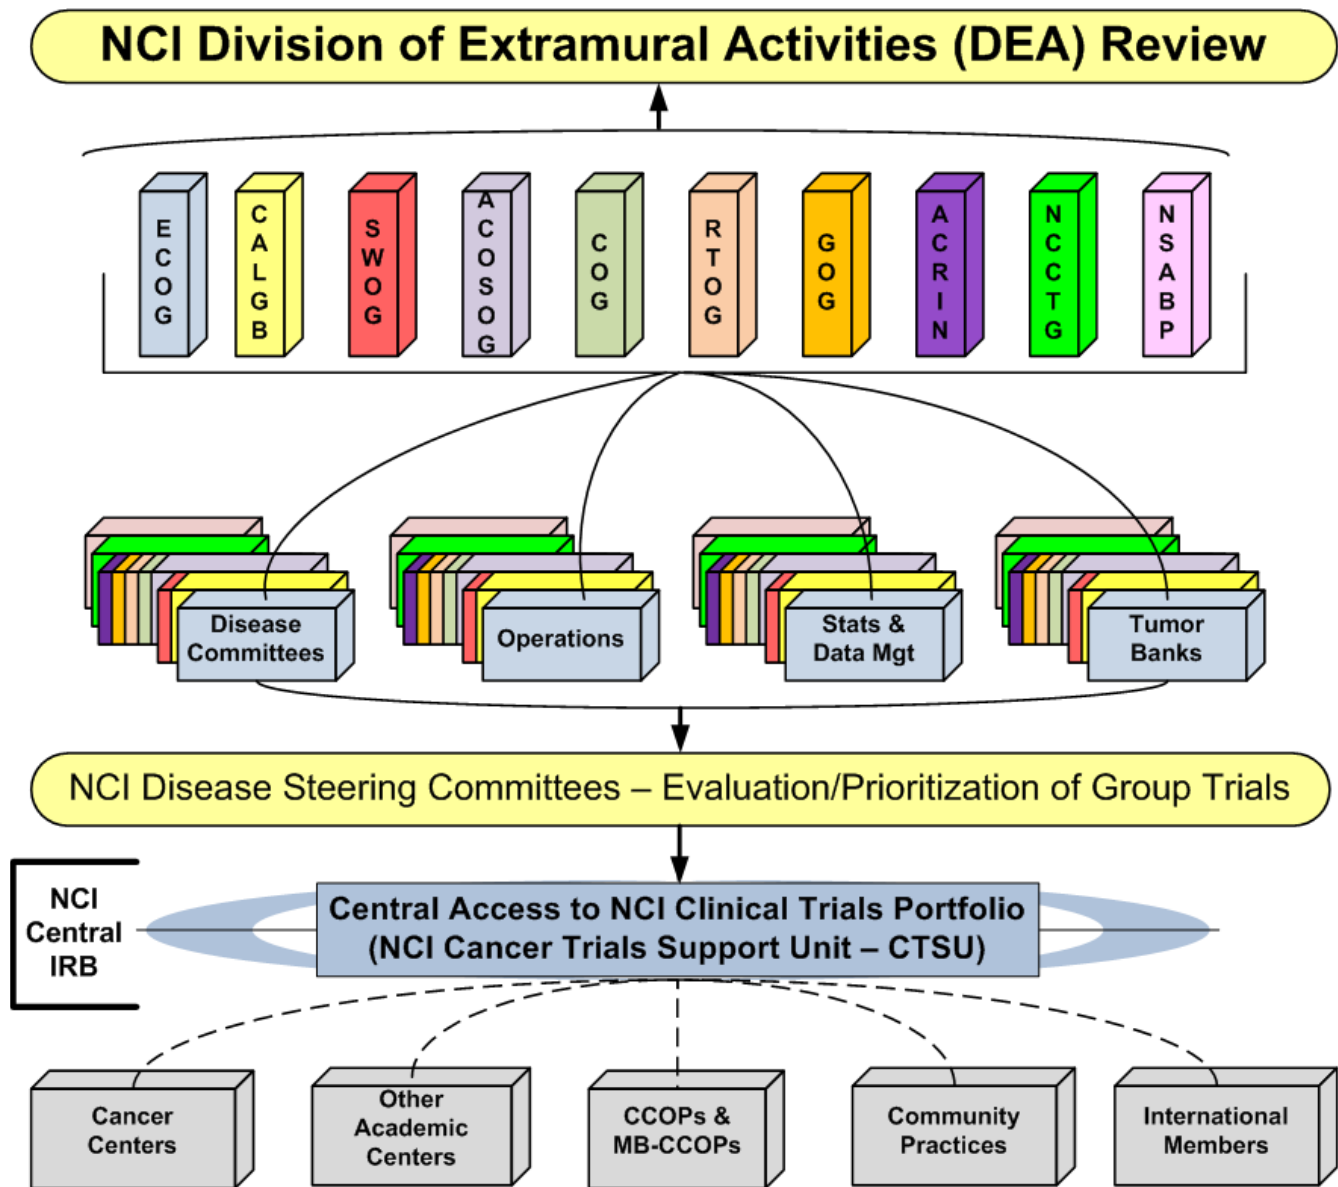 NCI Division of Extramural Activities (DEA) Review
ECOG
CALGB
SWOG
ACOSOG
COG
RTOG
GOG
ACRIN
NCCTG
NSABP
Disease
Committees
Operations
Stats &
Data Mgt
Tumor
Banks
NCI Disease Steering Committees – Evaluation/Prioritization of Group Trials
NCI
Central
IRB
Central Access to NCI Clinical Trials Portfolio
(NCI Cancer Trials Support Unit – CTSU)
Cancer
Centers
Other
Academic
Centers
CCOPs &
MB-CCOPs
Community
Practices
International
Members